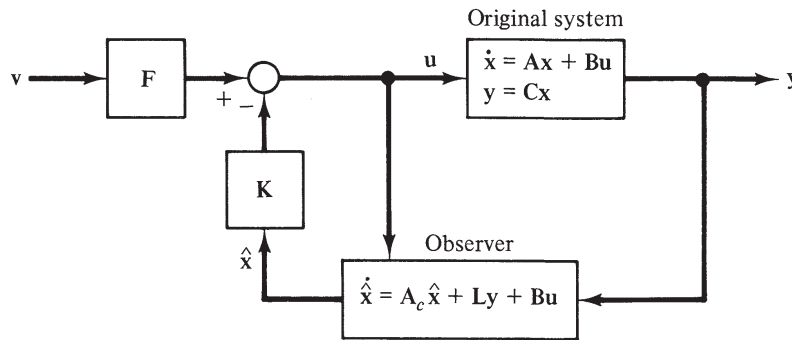 Original system
v
F
+ −
u
ẋ = Ax + Bu
y = Cx
y
K
x̂
Observer
x̂̇ = A_c x̂ + Ly + Bu